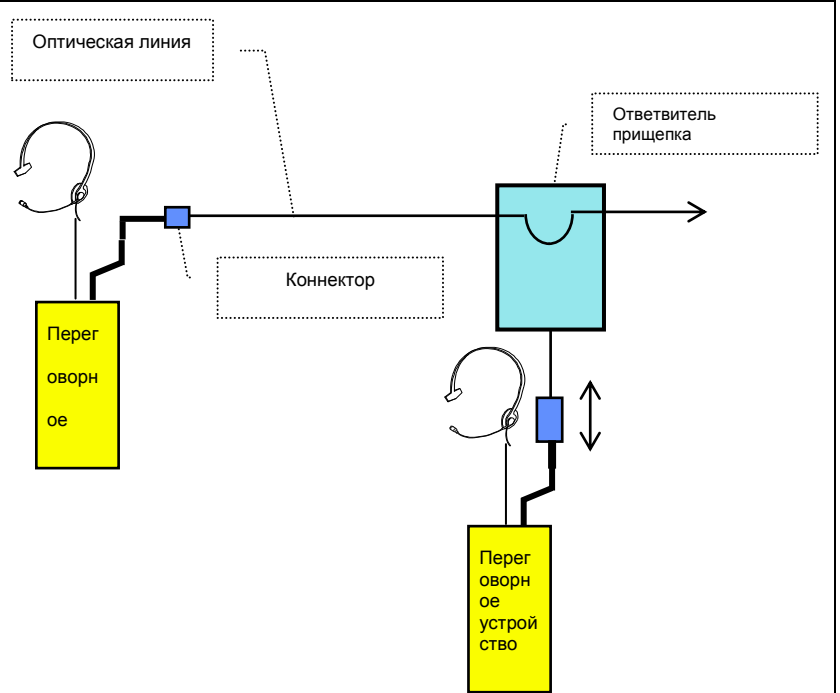 Оптическая линия
Ответвитель
прищепка
Коннектор
Перег
оворн
ое
Перег
оворн
ое
устрой
ство